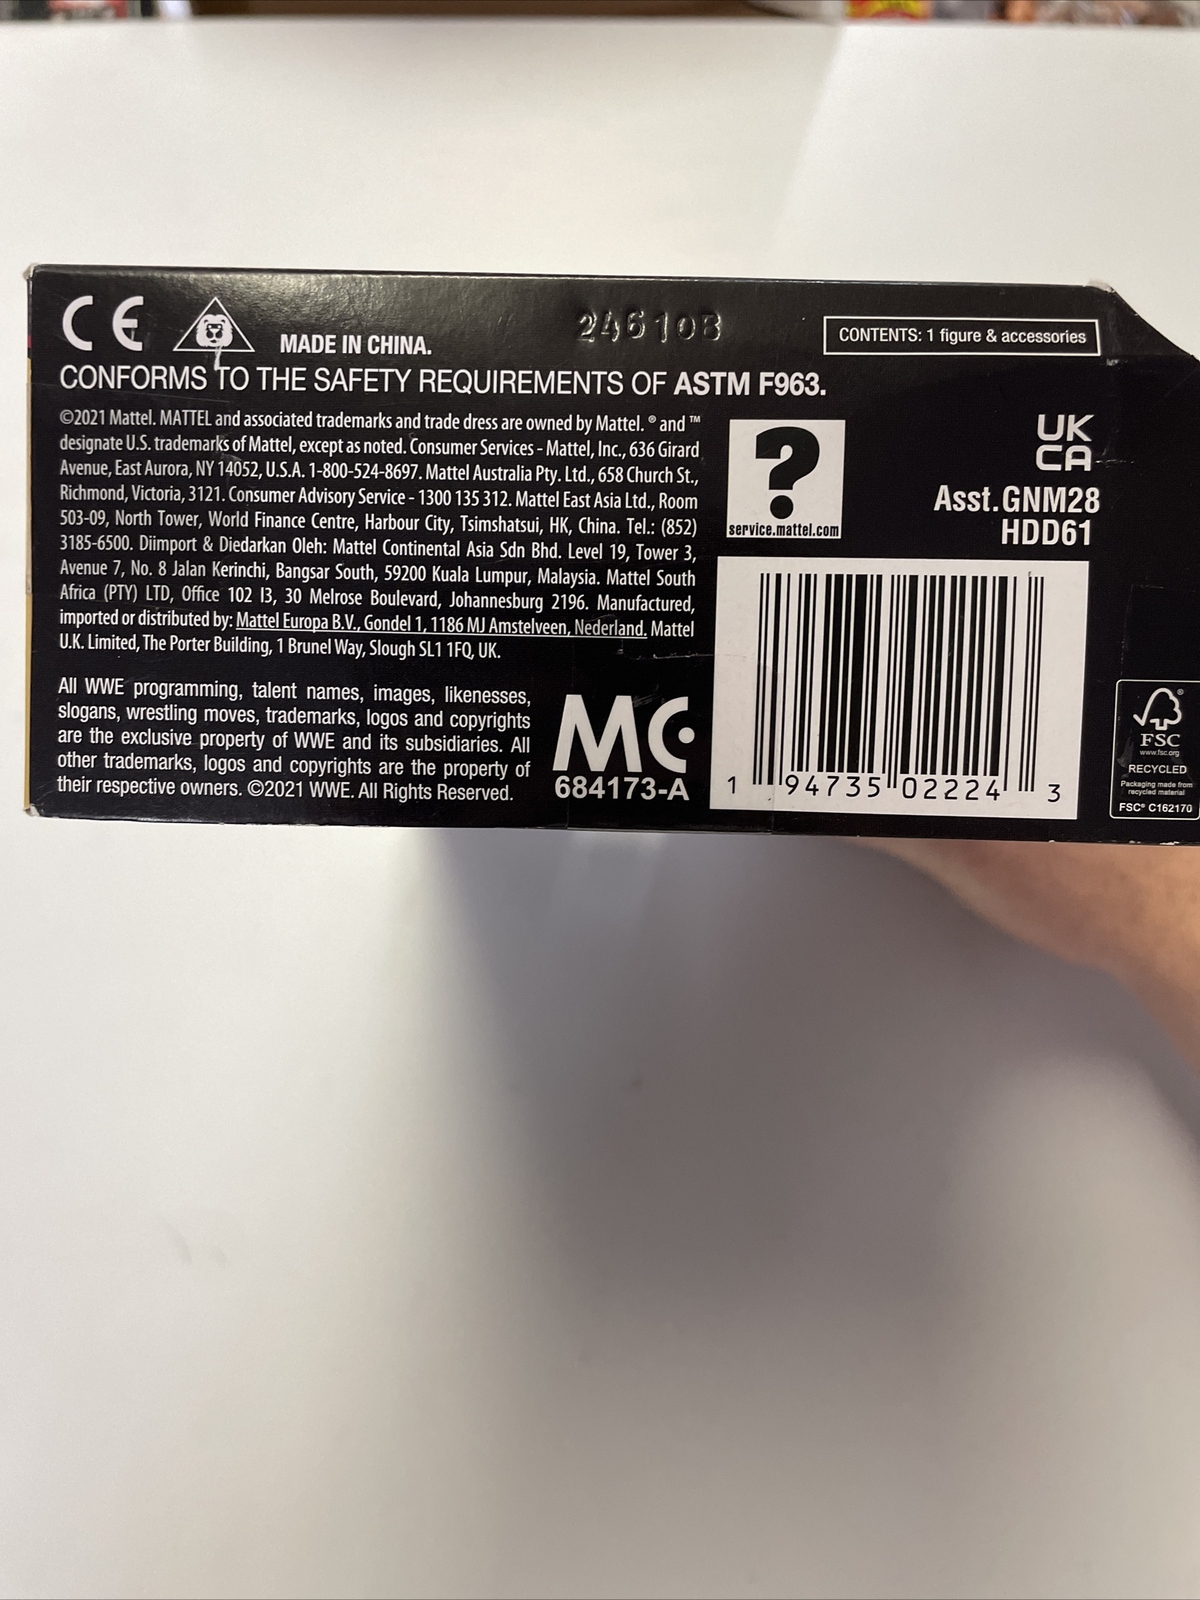 CE
MADE IN CHINA.
246108
CONTENTS: 1 figure & accessories
CONFORMS TO THE SAFETY REQUIREMENTS OF ASTM F963.
©2021 Mattel. MATTEL and associated trademarks and trade dress are owned by Mattel. ® and ™
designate U.S. trademarks of Mattel, except as noted. Consumer Services - Mattel, Inc., 636 Girard
Avenue, East Aurora, NY 14052, U.S.A. 1-800-524-8697. Mattel Australia Pty. Ltd., 658 Church St.,
Richmond, Victoria, 3121. Consumer Advisory Service - 1300 135 312. Mattel East Asia Ltd., Room
503-09, North Tower, World Finance Centre, Harbour City, Tsimshatsui, HK, China. Tel.: (852)
3185-6500. Diimport & Diedarkan Oleh: Mattel Continental Asia Sdn Bhd. Level 19, Tower 3,
Avenue 7, No. 8 Jalan Kerinchi, Bangsar South, 59200 Kuala Lumpur, Malaysia. Mattel South
Africa (PTY) LTD, Office 102 I3, 30 Melrose Boulevard, Johannesburg 2196. Manufactured,
imported or distributed by: Mattel Europa B.V., Gondel 1, 1186 MJ Amstelveen, Nederland. Mattel
U.K. Limited, The Porter Building, 1 Brunel Way, Slough SL1 1FQ, UK.
All WWE programming, talent names, images, likenesses,
slogans, wrestling moves, trademarks, logos and copyrights
are the exclusive property of WWE and its subsidiaries. All
other trademarks, logos and copyrights are the property of
their respective owners. ©2021 WWE. All Rights Reserved.
MC
684173-A
?
service.mattel.com
UK
CA
Asst.GNM28
HDD61
1 94735 02224 3
FSC®
www.fsc.org
RECYCLED
Packaging made from
recycled material
FSC® C162170